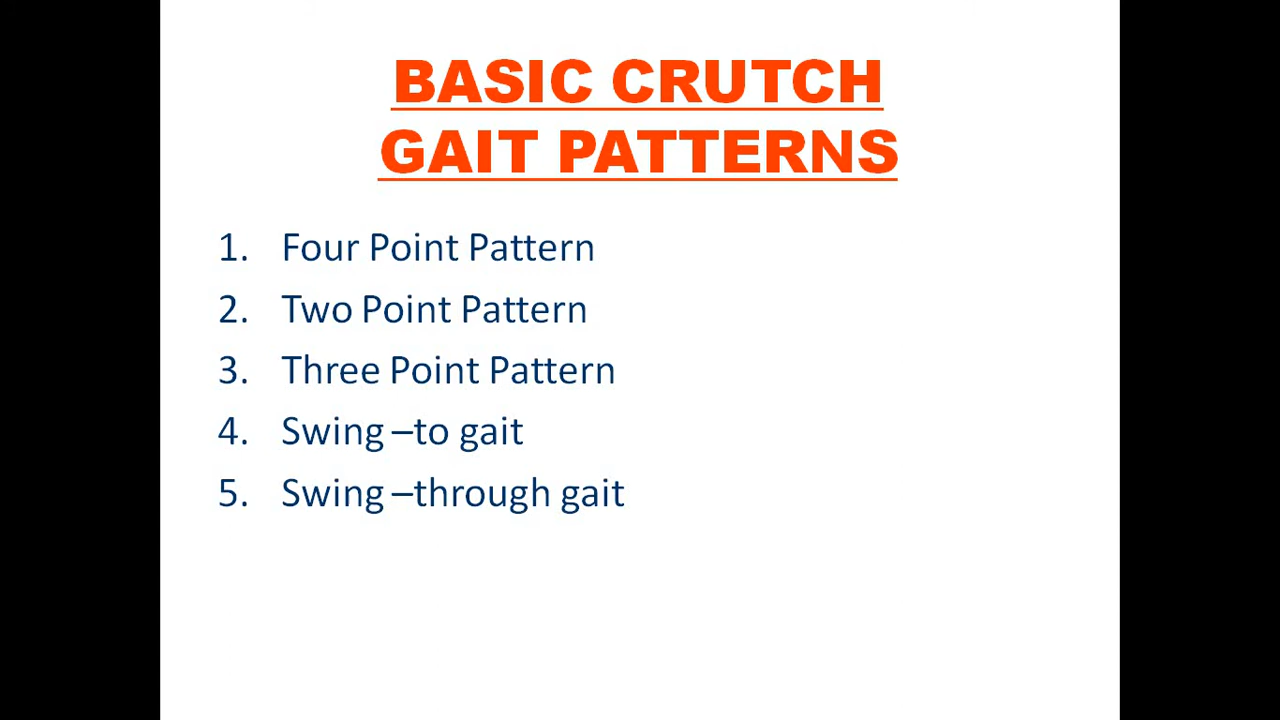 BASIC CRUTCH
GAIT PATTERNS
1. Four Point Pattern
2. Two Point Pattern
3. Three Point Pattern
4. Swing –to gait
5. Swing –through gait